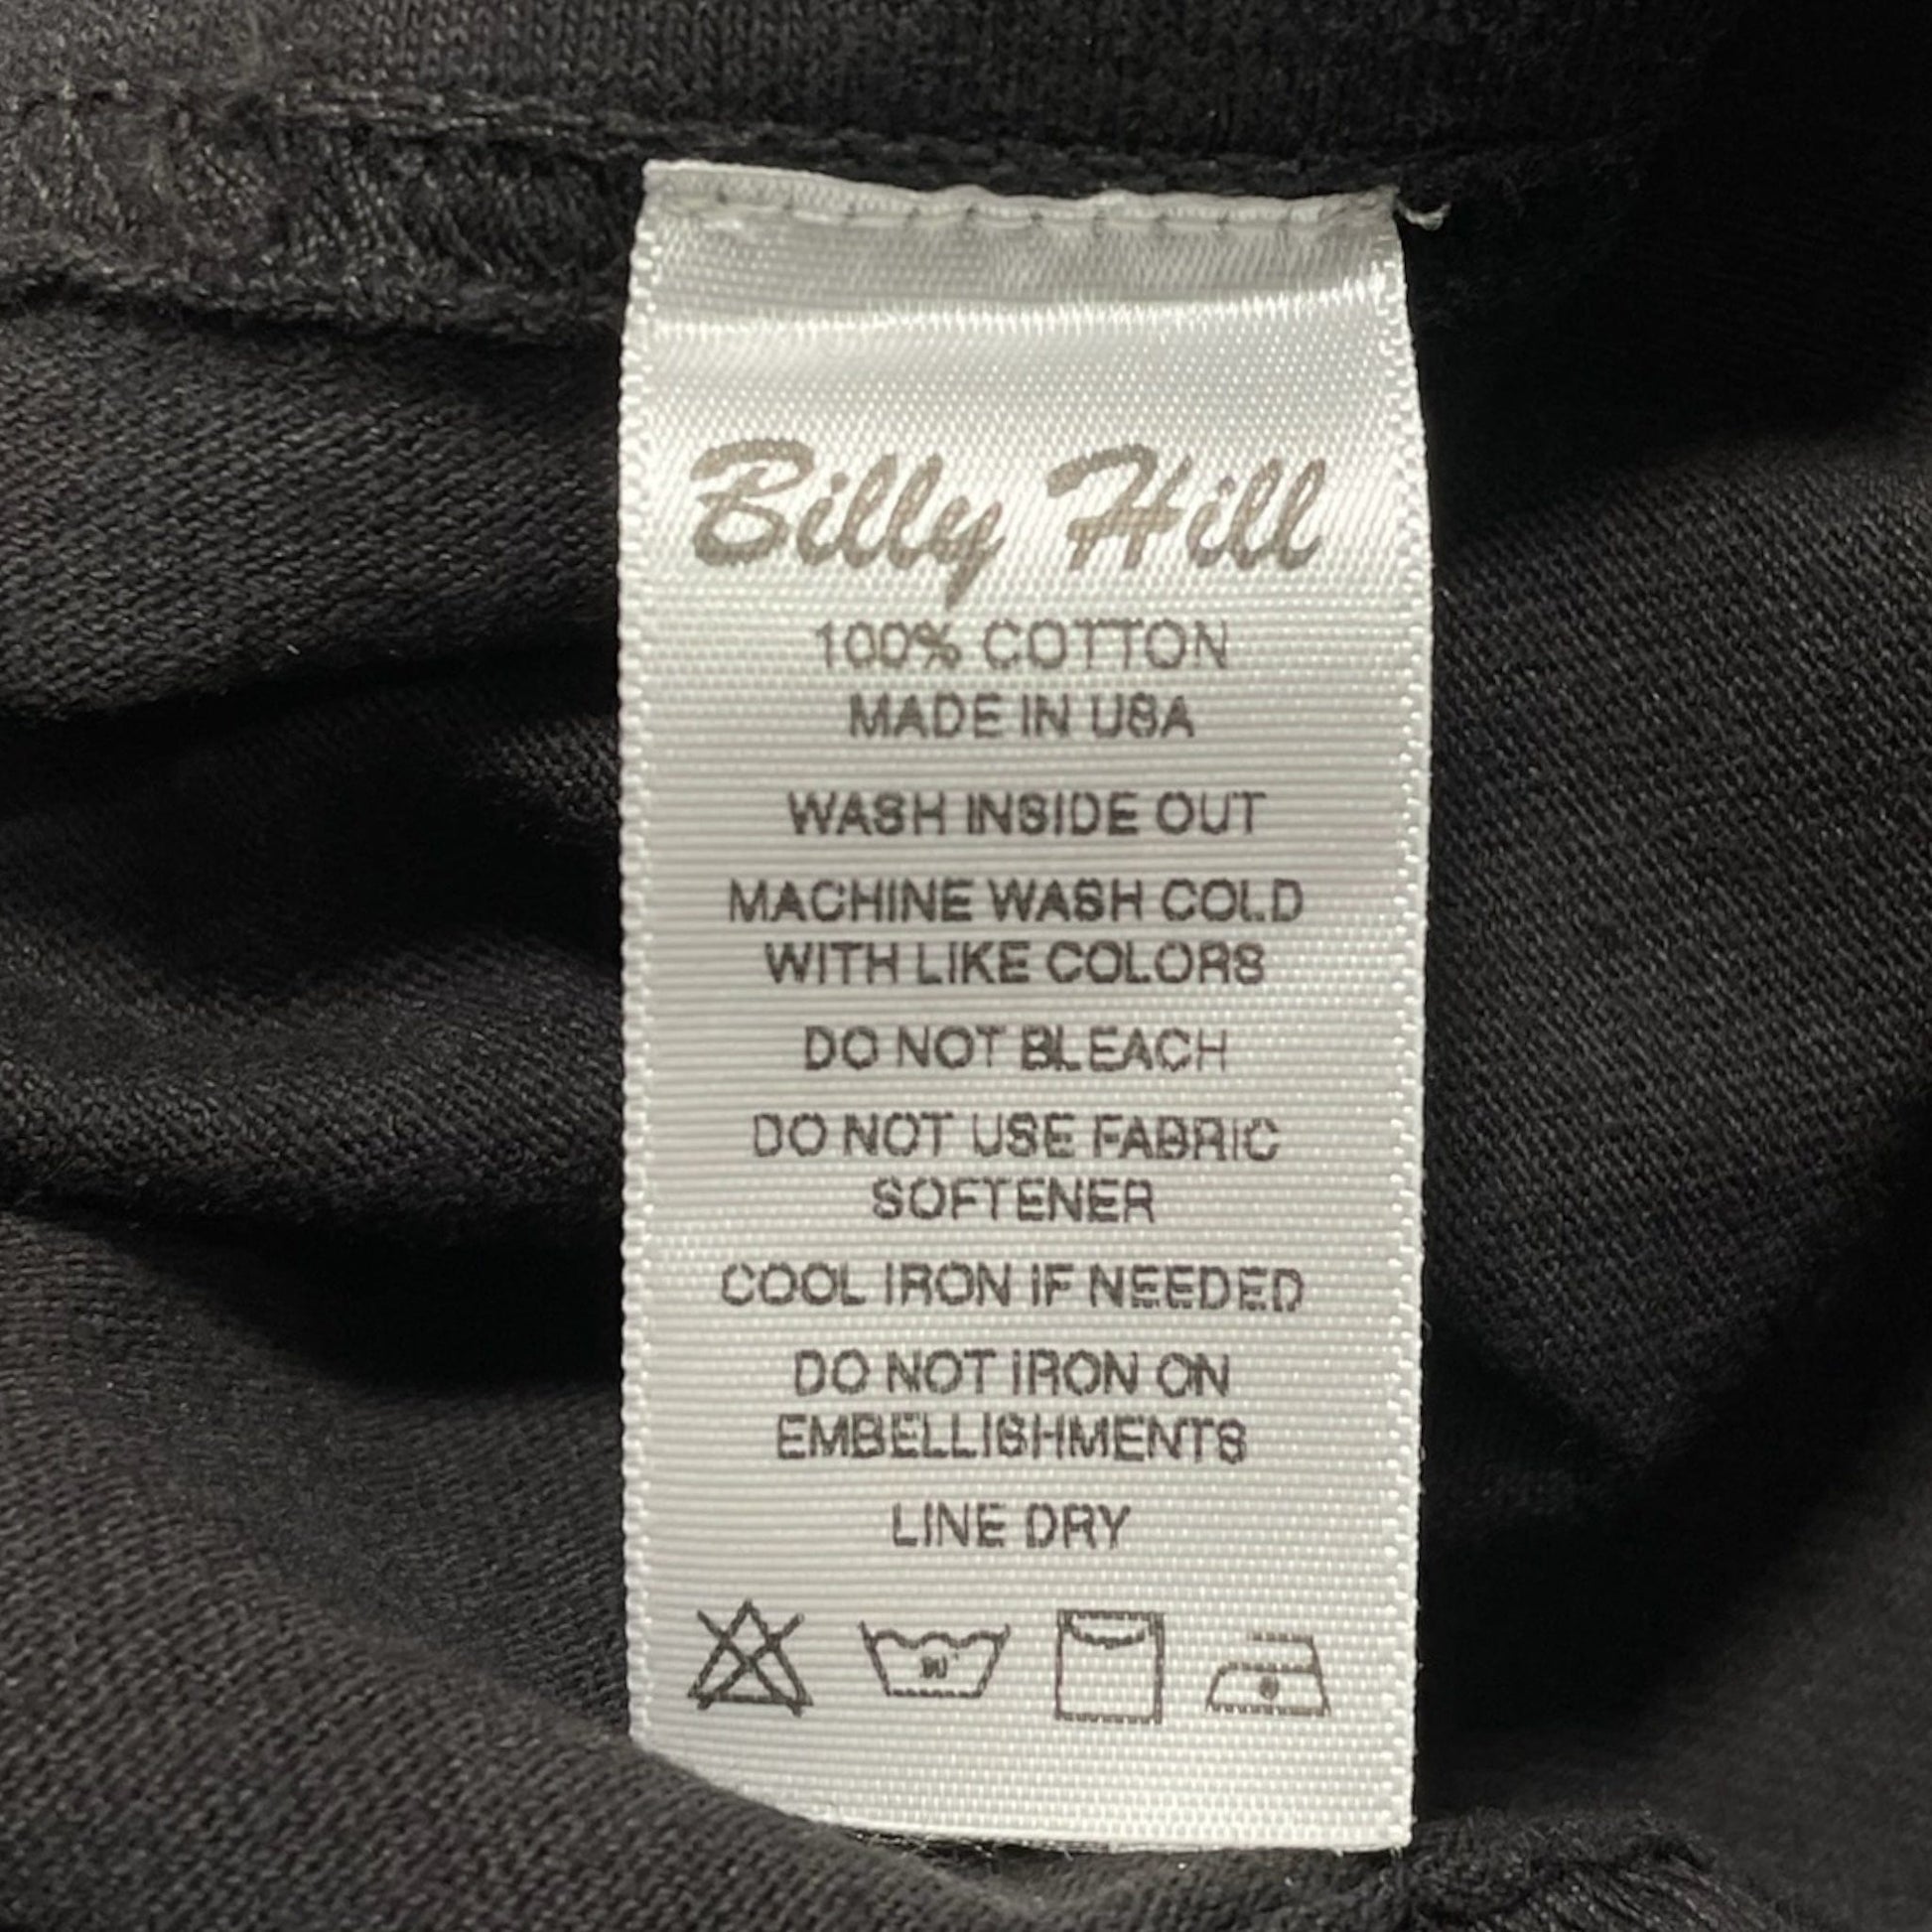 Billy Hill
100% COTTON
MADE IN USA
WASH INSIDE OUT
MACHINE WASH COLD
WITH LIKE COLORS
DO NOT BLEACH
DO NOT USE FABRIC
SOFTENER
COOL IRON IF NEEDED
DO NOT IRON ON
EMBELLISHMENTS
LINE DRY